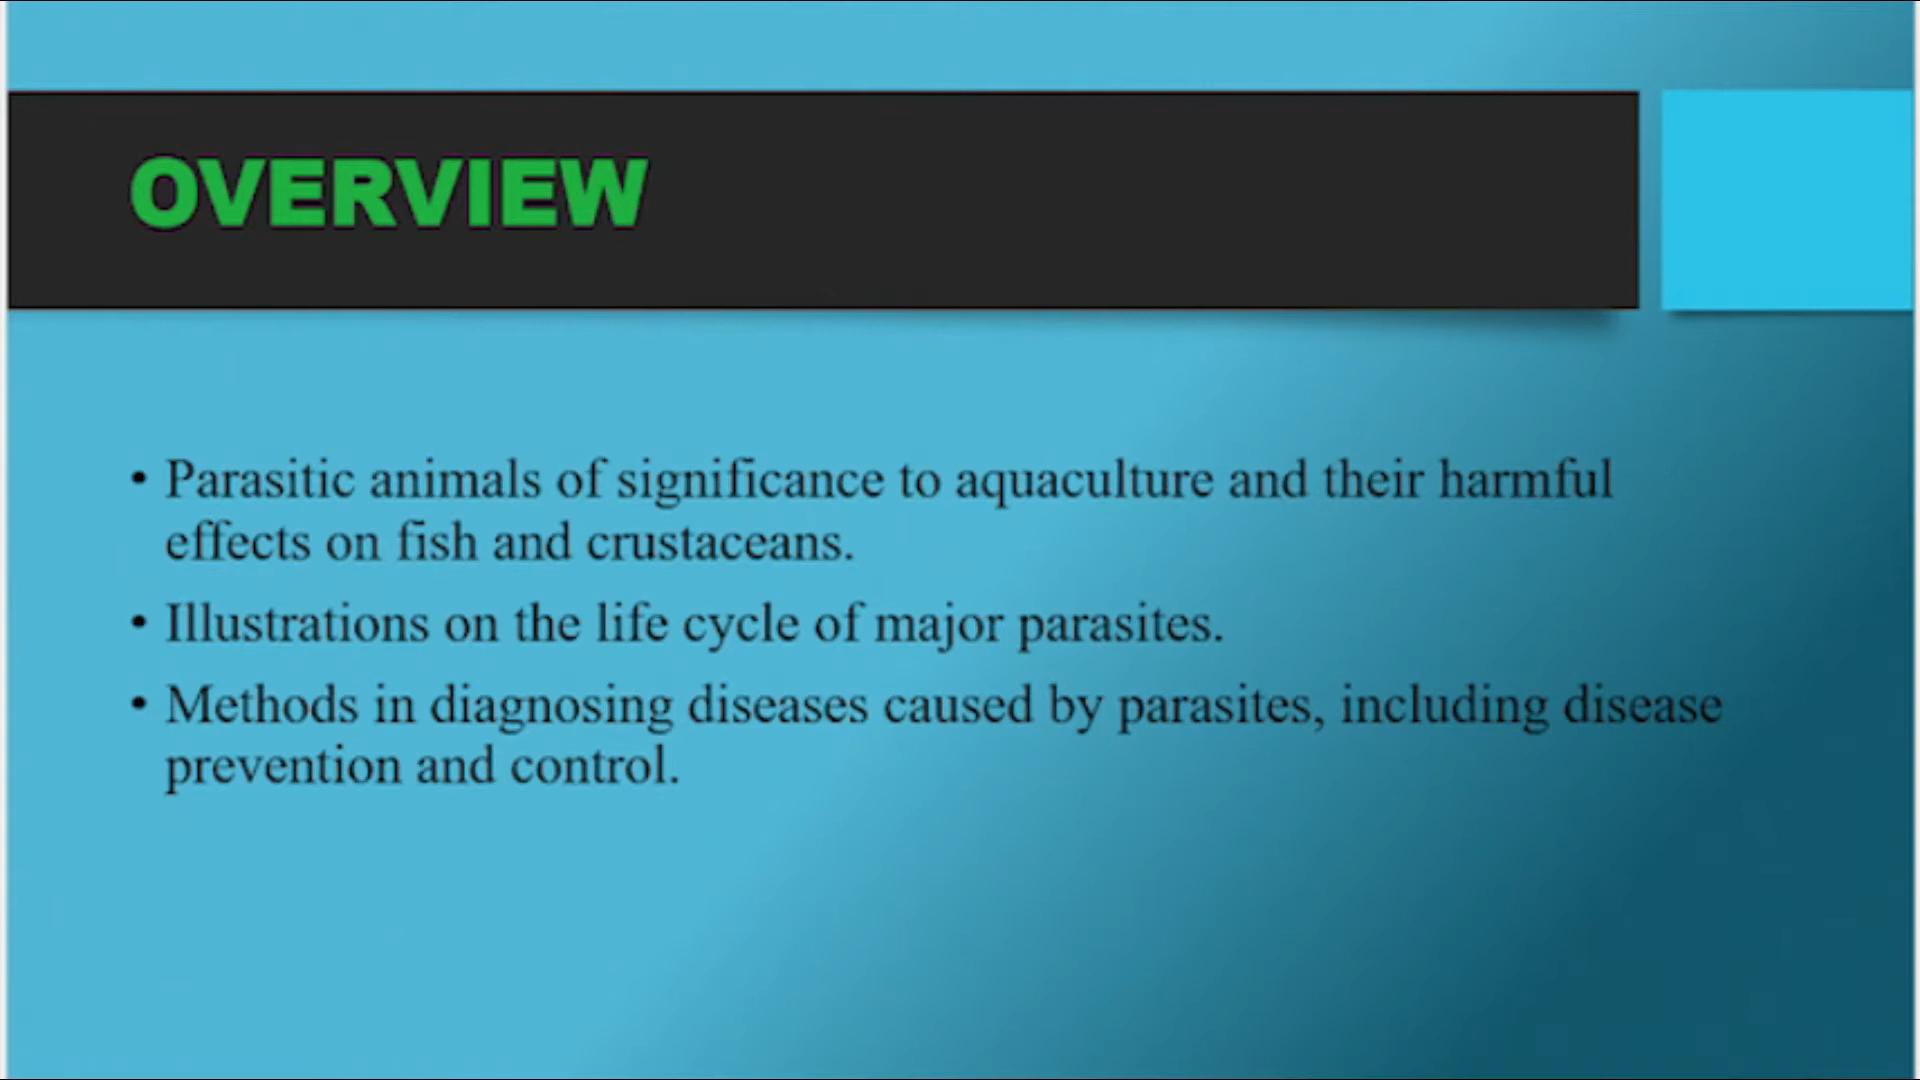 OVERVIEW
• Parasitic animals of significance to aquaculture and their harmful
effects on fish and crustaceans.
• Illustrations on the life cycle of major parasites.
• Methods in diagnosing diseases caused by parasites, including disease
prevention and control.